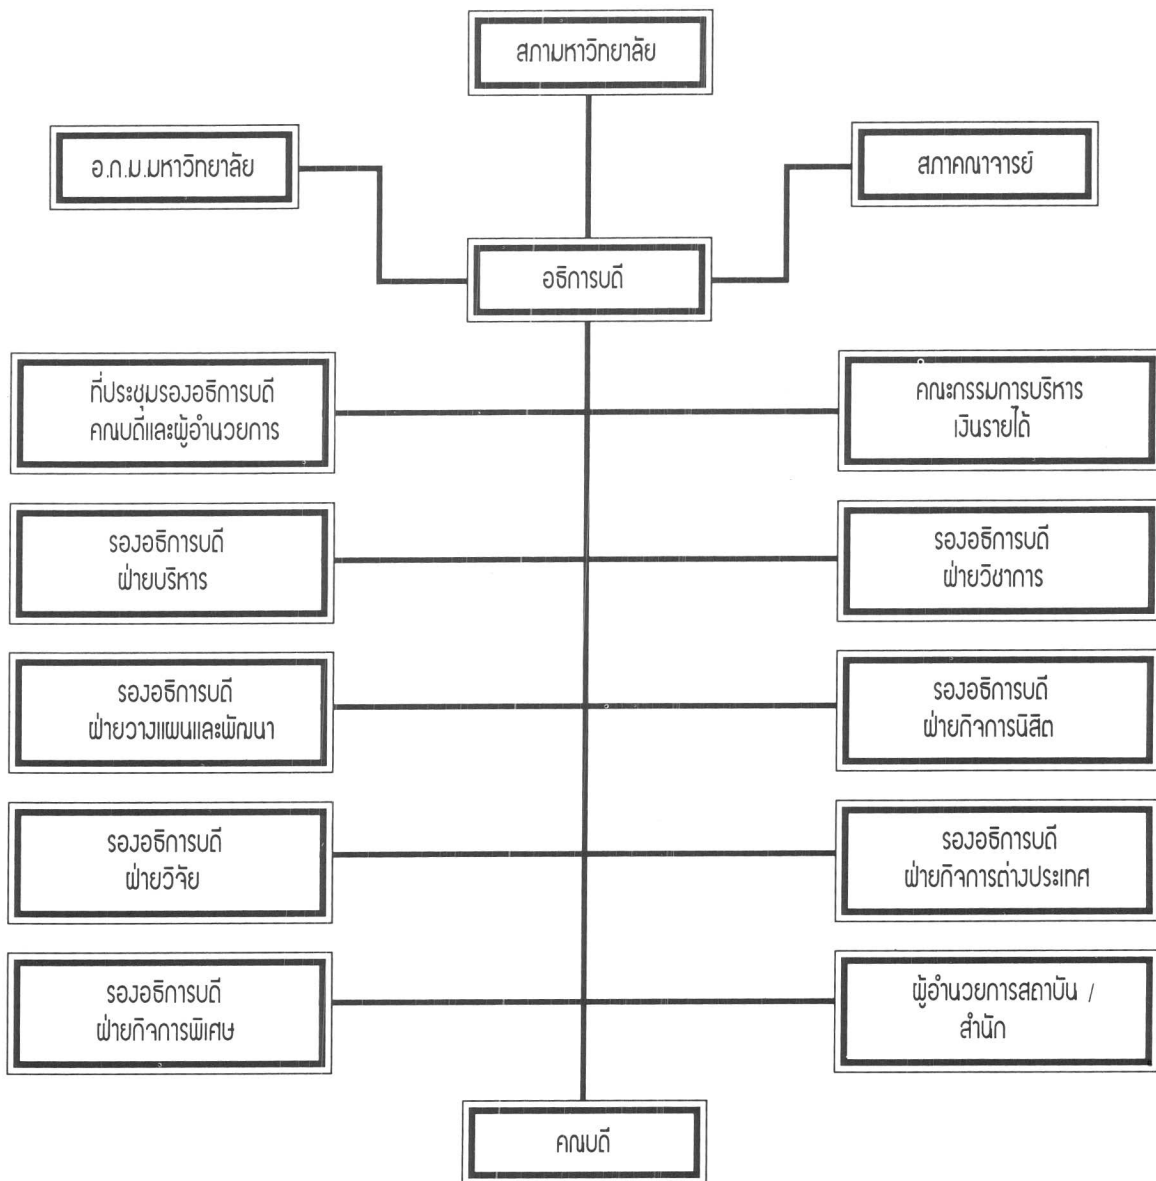 สภามหาวิทยาลัย
อ.ก.ม.มหาวิทยาลัย
สภาคณาจารย์
อธิการบดี
ที่ประชุมรองอธิการบดี
คณบดีและผู้อำนวยการ
คณะกรรมการบริหาร
เงินรายได้
รองอธิการบดี
ฝ่ายบริหาร
รองอธิการบดี
ฝ่ายวิชาการ
รองอธิการบดี
ฝ่ายวางแผนและพัฒนา
รองอธิการบดี
ฝ่ายกิจการนิสิต
รองอธิการบดี
ฝ่ายวิจัย
รองอธิการบดี
ฝ่ายกิจการต่างประเทศ
รองอธิการบดี
ฝ่ายกิจการพิเศษ
ผู้อำนวยการสถาบัน /
สำนัก
คณบดี